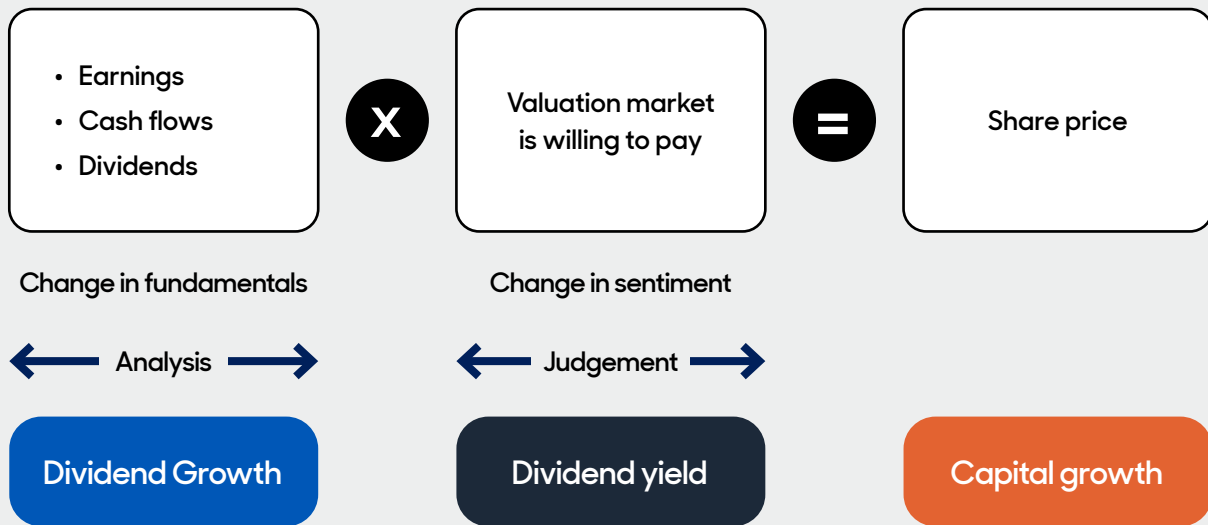 • Earnings
• Cash flows
• Dividends
x
Valuation market
is willing to pay
=
Share price
Change in fundamentals
Change in sentiment
Analysis
Judgement
Dividend Growth
Dividend yield
Capital growth